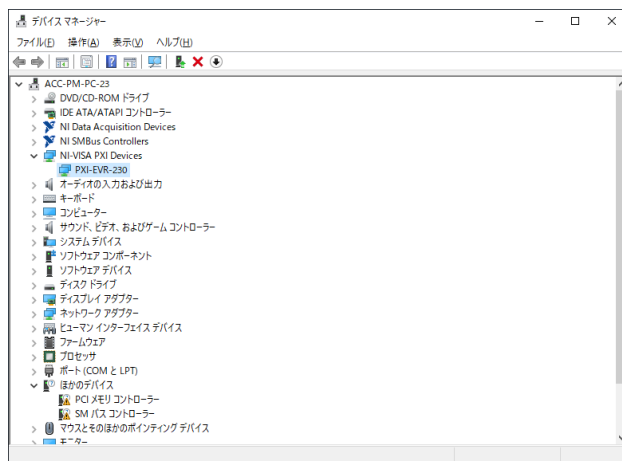 デバイス マネージャー
ファイル(F) 操作(A) 表示(V) ヘルプ(H)
ACC-PM-PC-23
DVD/CD-ROM ドライブ
IDE ATA/ATAPI コントローラー
NI Data Acquisition Devices
NI SMBus Controllers
NI-VISA PXI Devices
PXI-EVR-230
オーディオの入力および出力
キーボード
コンピューター
サウンド、ビデオ、およびゲーム コントローラー
システム デバイス
ソフトウェア コンポーネント
ソフトウェア デバイス
ディスク ドライブ
ディスプレイ アダプター
ネットワーク アダプター
ヒューマン インターフェイス デバイス
ファームウェア
プロセッサ
ポート (COM と LPT)
ほかのデバイス
PCI メモリ コントローラー
SM バス コントローラー
マウスとそのほかのポインティング デバイス
モニター